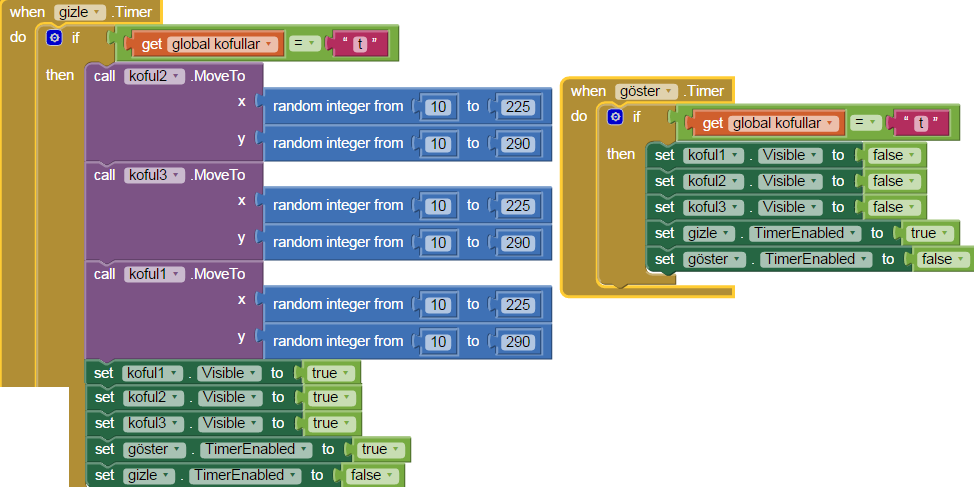 when gizle .Timer
do if get global kofullar = “ t ”
then call koful2 .MoveTo
x random integer from 10 to 225
y random integer from 10 to 290
call koful3 .MoveTo
x random integer from 10 to 225
y random integer from 10 to 290
call koful1 .MoveTo
x random integer from 10 to 225
y random integer from 10 to 290
set koful1 . Visible to true
set koful2 . Visible to true
set koful3 . Visible to true
set göster . TimerEnabled to true
set gizle . TimerEnabled to false
when göster .Timer
do if get global kofullar = “ t ”
then set koful1 . Visible to false
set koful2 . Visible to false
set koful3 . Visible to false
set gizle . TimerEnabled to true
set göster . TimerEnabled to false